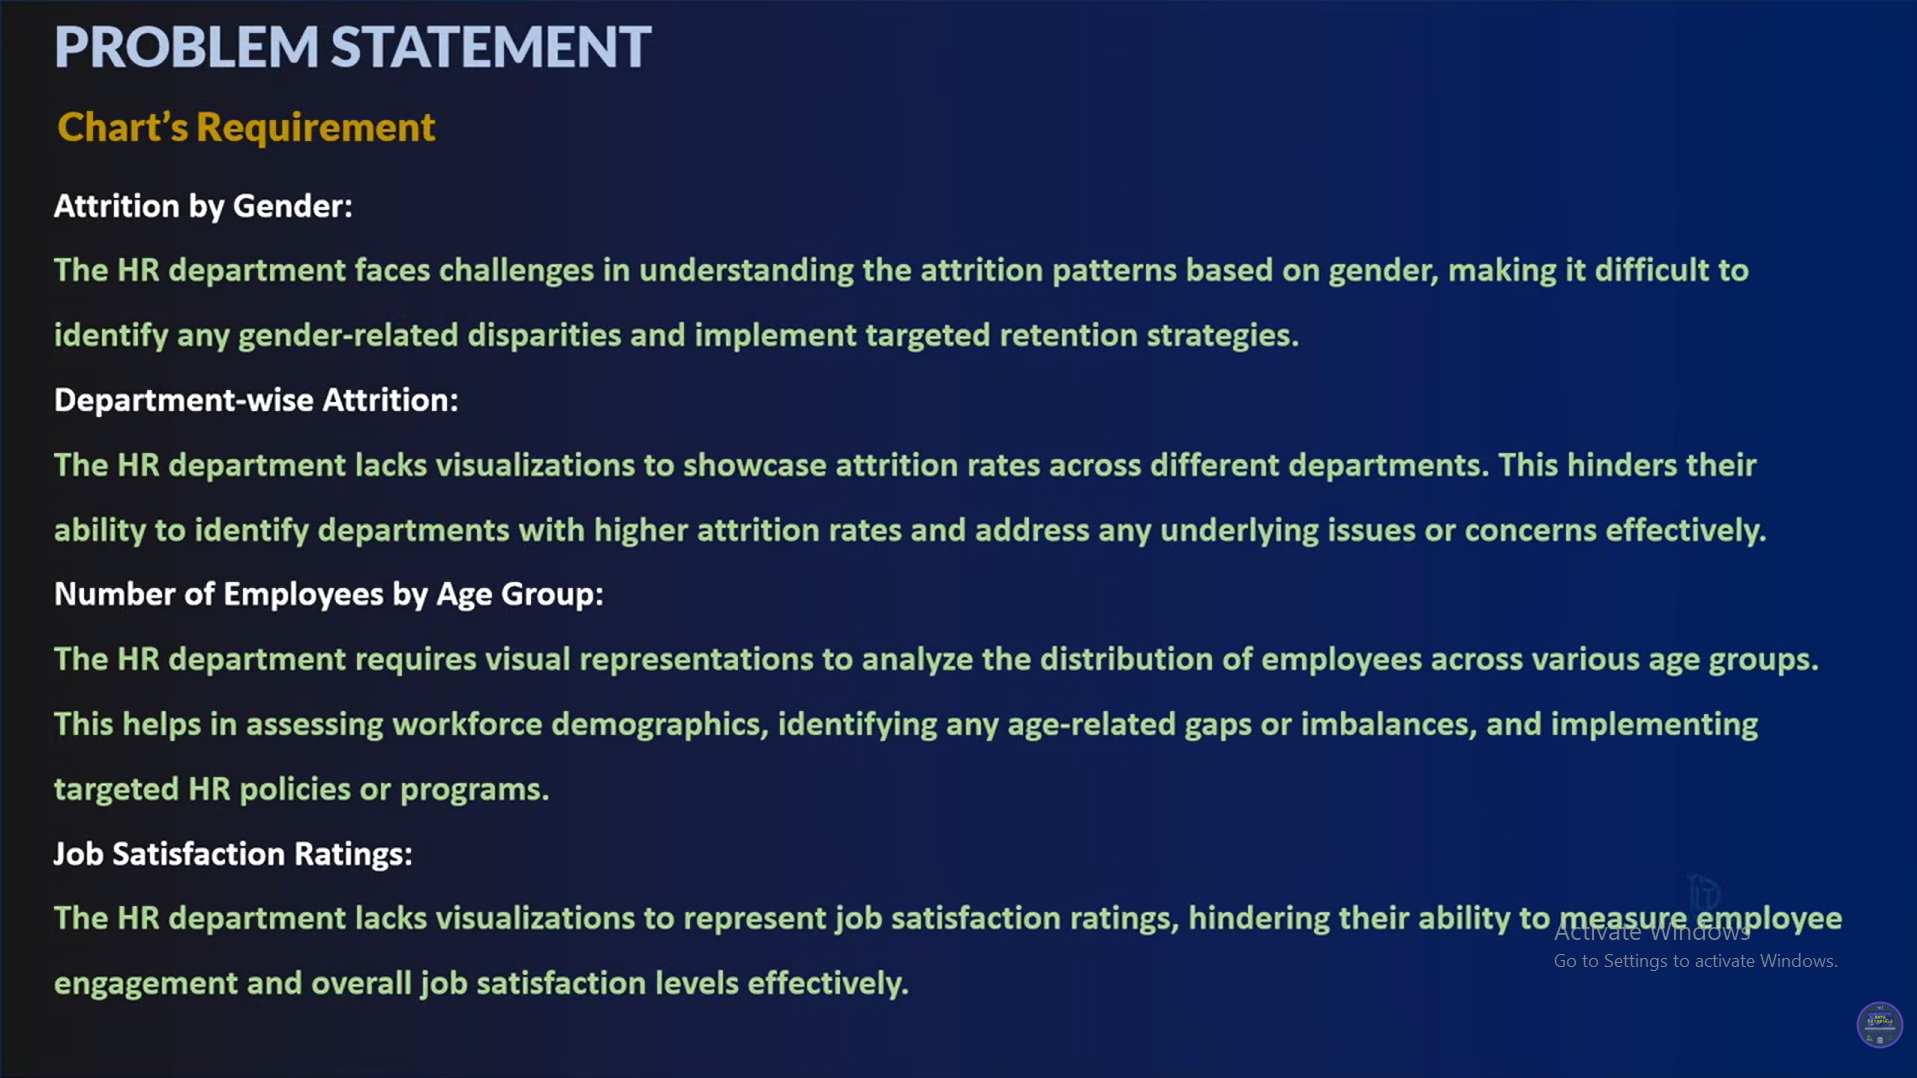 PROBLEM STATEMENT
Chart’s Requirement
Attrition by Gender:
The HR department faces challenges in understanding the attrition patterns based on gender, making it difficult to
identify any gender-related disparities and implement targeted retention strategies.
Department-wise Attrition:
The HR department lacks visualizations to showcase attrition rates across different departments. This hinders their
ability to identify departments with higher attrition rates and address any underlying issues or concerns effectively.
Number of Employees by Age Group:
The HR department requires visual representations to analyze the distribution of employees across various age groups.
This helps in assessing workforce demographics, identifying any age-related gaps or imbalances, and implementing
targeted HR policies or programs.
Job Satisfaction Ratings:
The HR department lacks visualizations to represent job satisfaction ratings, hindering their ability to measure employee
engagement and overall job satisfaction levels effectively.
Activate Windows
Go to Settings to activate Windows.